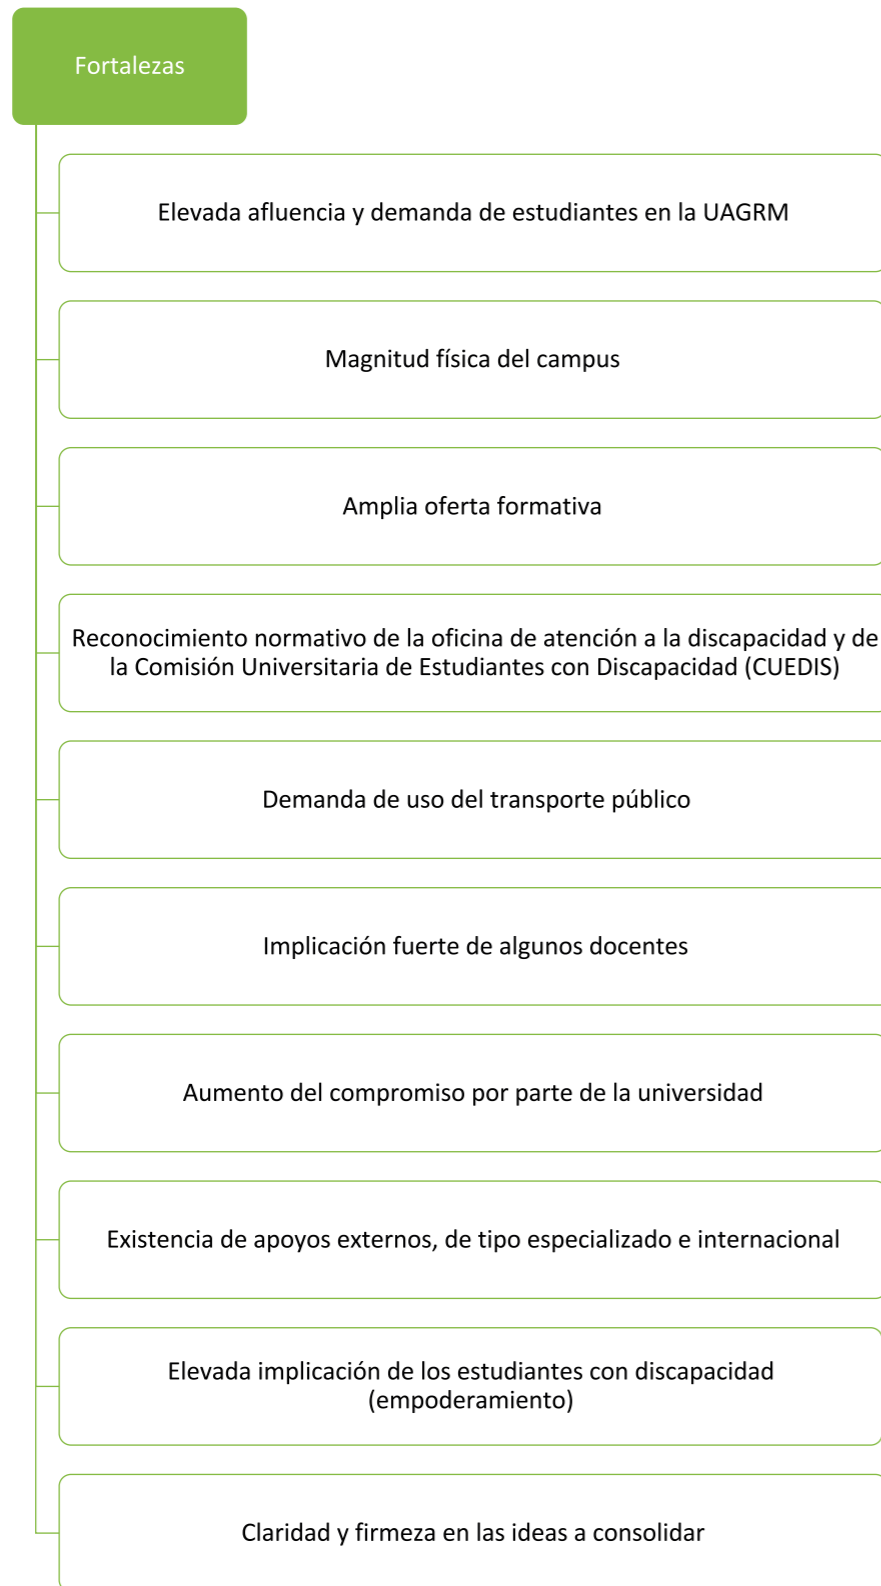 Fortalezas
Elevada afluencia y demanda de estudiantes en la UAGRM
Magnitud física del campus
Amplia oferta formativa
Reconocimiento normativo de la oficina de atención a la discapacidad y de
la Comisión Universitaria de Estudiantes con Discapacidad (CUEDIS)
Demanda de uso del transporte público
Implicación fuerte de algunos docentes
Aumento del compromiso por parte de la universidad
Existencia de apoyos externos, de tipo especializado e internacional
Elevada implicación de los estudiantes con discapacidad
(empoderamiento)
Claridad y firmeza en las ideas a consolidar